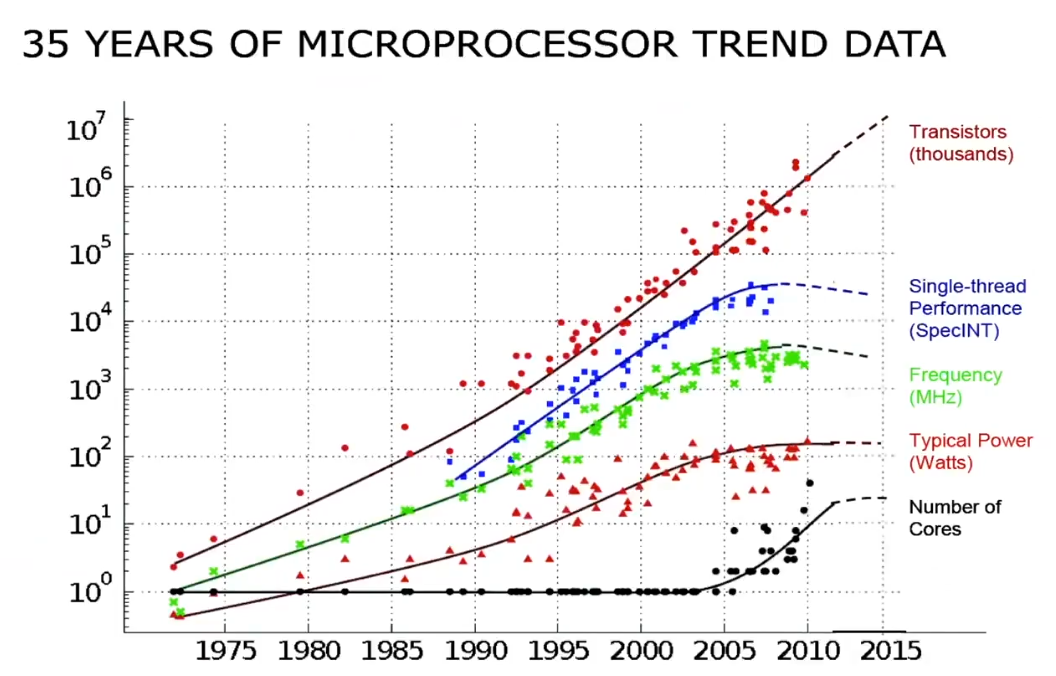 35 YEARS OF MICROPROCESSOR TREND DATA
10^7
10^6
10^5
10^4
10^3
10^2
10^1
10^0
Transistors
(thousands)
Single-thread
Performance
(SpecINT)
Frequency
(MHz)
Typical Power
(Watts)
Number of
Cores
1975 1980 1985 1990 1995 2000 2005 2010 2015